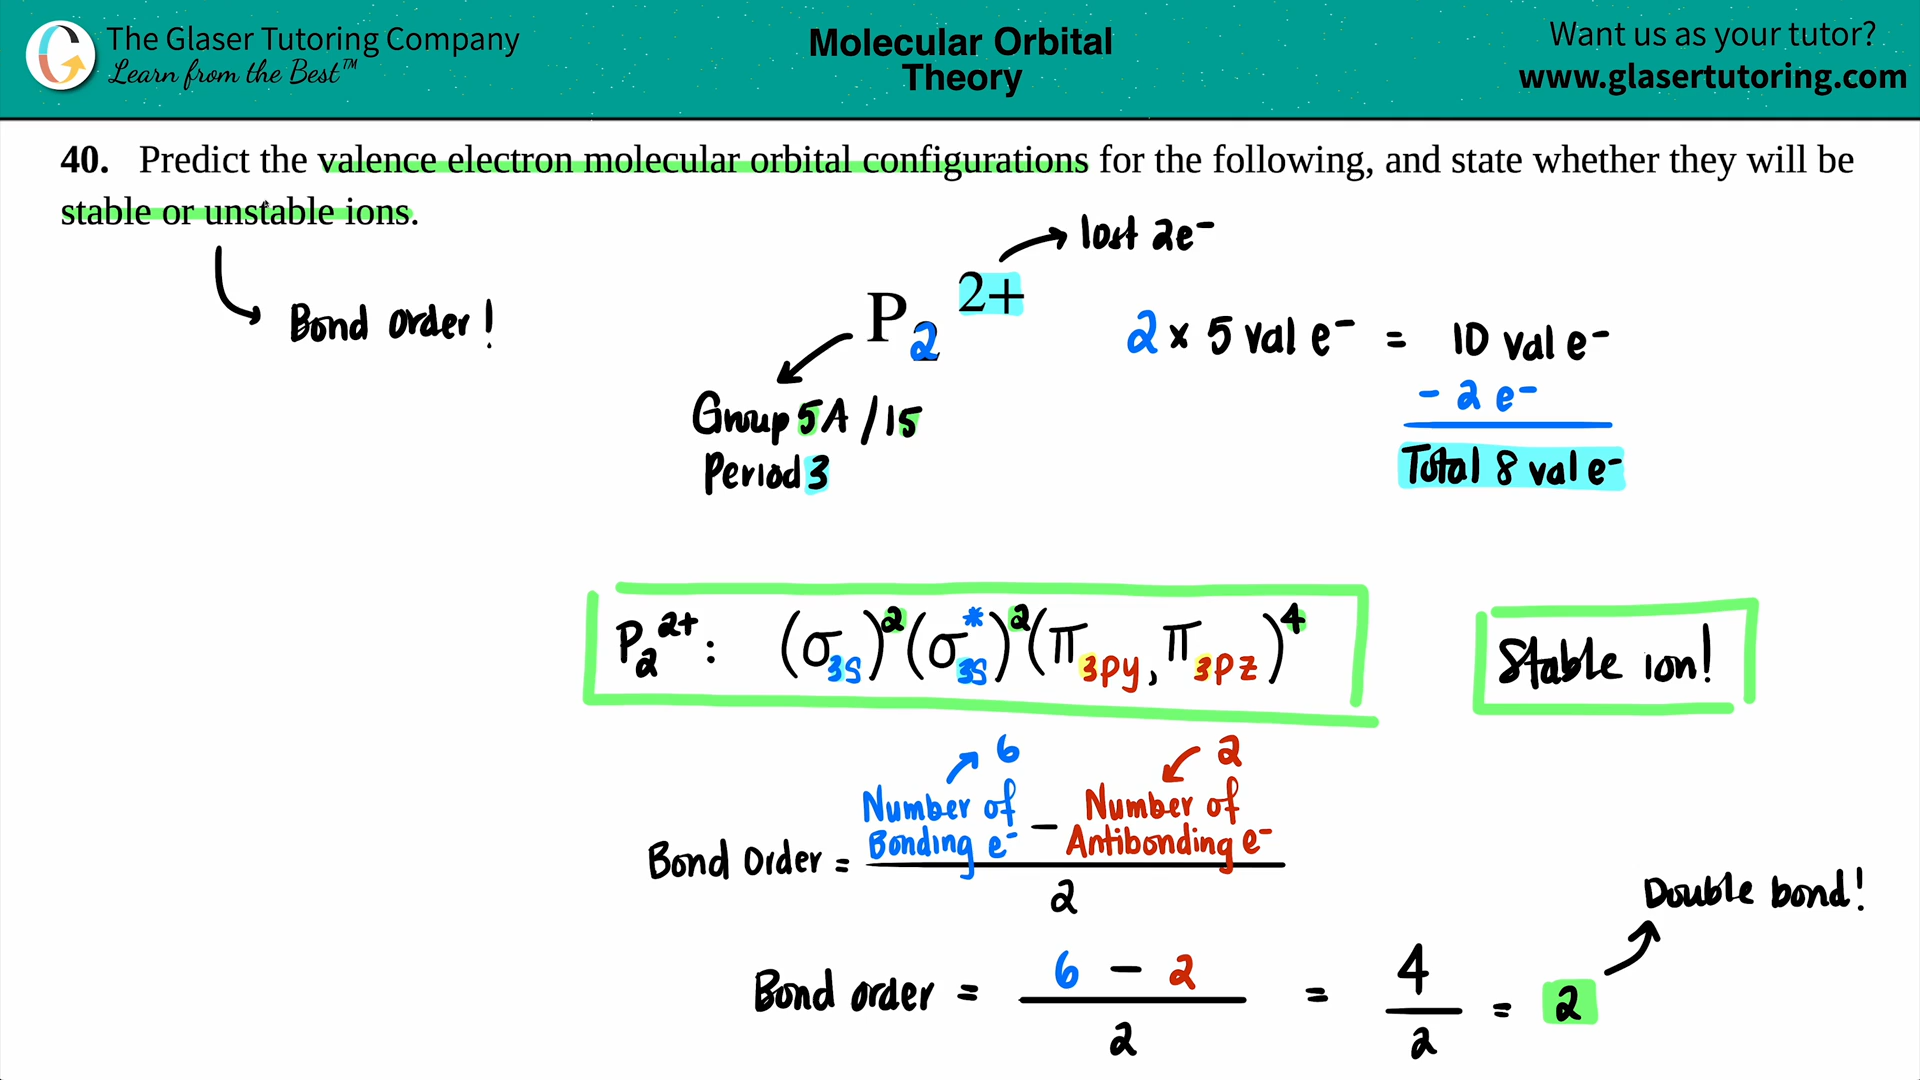 The Glaser Tutoring Company
Learn from the Best™
Molecular Orbital
Theory
Want us as your tutor?
www.glasertutoring.com
40. Predict the valence electron molecular orbital configurations for the following, and state whether they will be
stable or unstable ions.
Bond Order!
lost 2e⁻
P₂ ²⁺
Group 5A / 15
Period 3
2 × 5 val e⁻ = 10 val e⁻
- 2 e⁻
Total 8 val e⁻
P₂²⁺: (σ₃ₛ)²(σ*₃ₛ)²(π3py, π3pz)⁴
Stable ion!
6
2
Number of
Bonding e⁻
−
Number of
Antibonding e⁻
Bond Order =
2
Double bond!
Bond order = 6 − 2 = 4 = 2
2 2